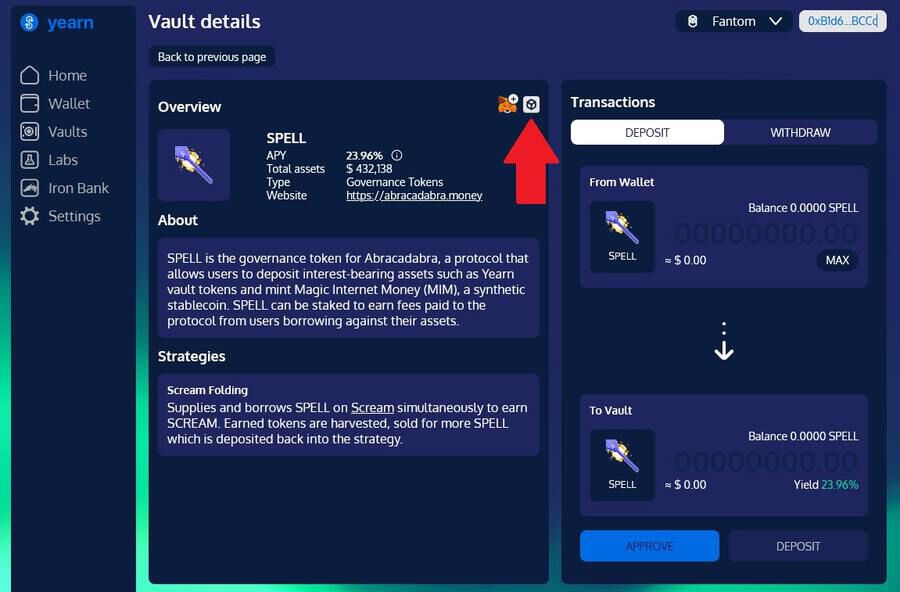 yearn
Home
Wallet
Vaults
Labs
Iron Bank
Settings
Vault details
Fantom
0xB1d6...BCCc
Back to previous page
Overview
SPELL
APY 23.96%
Total assets $ 432,138
Type Governance Tokens
Website https://abracadabra.money
About
SPELL is the governance token for Abracadabra, a protocol that
allows users to deposit interest-bearing assets such as Yearn
vault tokens and mint Magic Internet Money (MIM), a synthetic
stablecoin. SPELL can be staked to earn fees paid to the
protocol from users borrowing against their assets.
Strategies
Scream Folding
Supplies and borrows SPELL on Scream simultaneously to earn
SCREAM. Earned tokens are harvested, sold for more SPELL
which is deposited back into the strategy.
Transactions
DEPOSIT WITHDRAW
From Wallet
Balance 0.0000 SPELL
00000000.00
SPELL
≈ $ 0.00
MAX
To Vault
Balance 0.0000 SPELL
00000000.00
SPELL
≈ $ 0.00
Yield 23.96%
APPROVE DEPOSIT